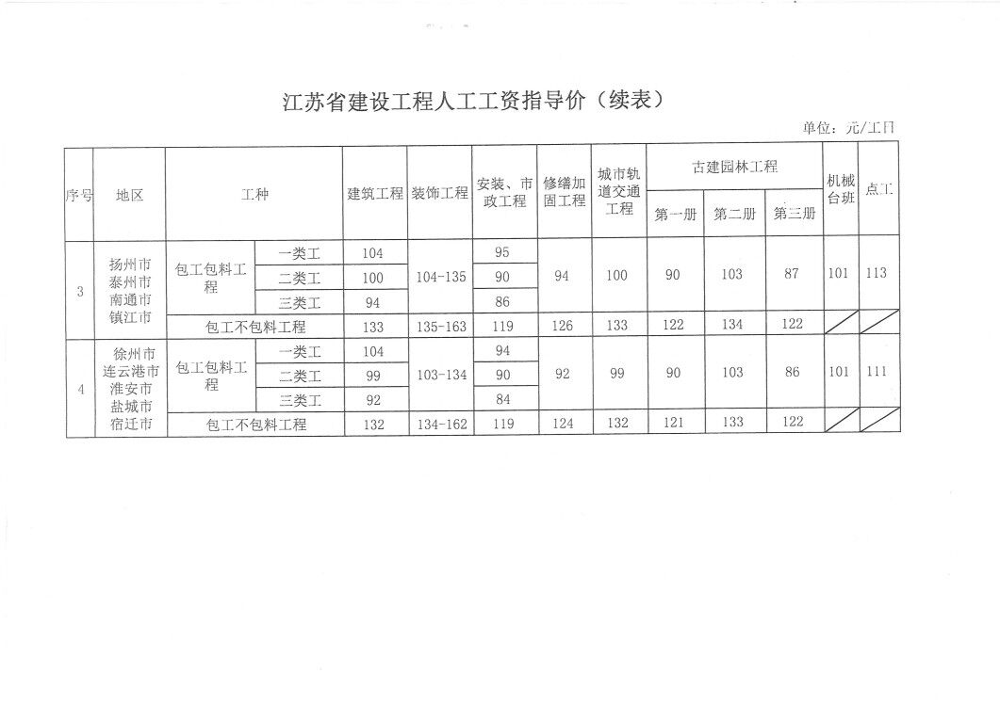 江苏省建设工程人工工资指导价（续表）
单位：元/工日
序号 地区 工种 建筑工程 装饰工程 安装、市政工程 修缮加固工程 城市轨道交通工程 古建园林工程 机械台班 点工
第一册 第二册 第三册
3 扬州市 泰州市 南通市 镇江市 包工包料工程 一类工 104 104-135 95 94 100 90 103 87 101 113
二类工 100 90
三类工 94 86
包工不包料工程 133 135-163 119 126 133 122 134 122
4 徐州市 连云港市 淮安市 盐城市 宿迁市 包工包料工程 一类工 104 103-134 94 92 99 90 103 86 101 111
二类工 99 90
三类工 92 84
包工不包料工程 132 134-162 119 124 132 121 133 122